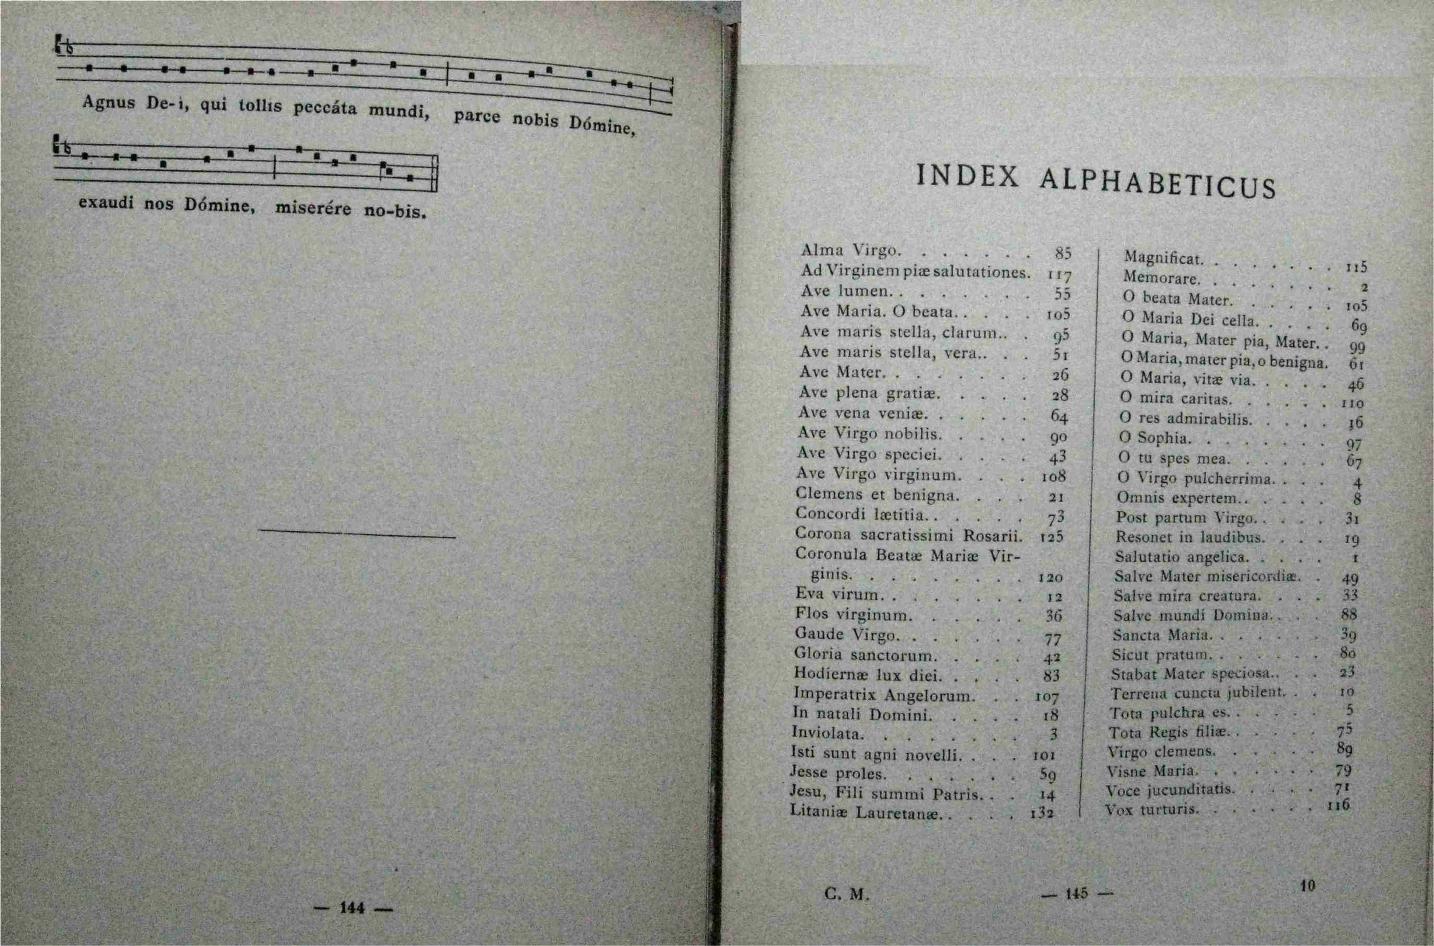 Agnus De-i, qui tollis peccáta mundi, parce nobis Dómine,
exaudi nos Dómine, miserére no-bis.
— 144 —
INDEX ALPHABETICUS
Alma Virgo. . . . . . . 85
Ad Virginem piæ salutationes. 117
Ave lumen. . . . . . . . 55
Ave Maria. O beata. . . . . 105
Ave maris stella, clarum. . . 95
Ave maris stella, vera. . . . 51
Ave Mater. . . . . . . . 26
Ave plena gratiæ. . . . . 28
Ave vena veniæ. . . . . . 64
Ave Virgo nobilis. . . . . 90
Ave Virgo speciei. . . . . 43
Ave Virgo virginum. . . . 108
Clemens et benigna. . . . 21
Concordi lætitia. . . . . . 73
Corona sacratissimi Rosarii. 125
Coronula Beatæ Mariæ Vir-
ginis. . . . . . . . . 120
Eva virum. . . . . . . . 12
Flos virginum. . . . . . 36
Gaude Virgo. . . . . . . 77
Gloria sanctorum. . . . . 42
Hodiernæ lux diei. . . . . 83
Imperatrix Angelorum. . . 107
In natali Domini. . . . . 18
Inviolata. . . . . . . . 3
Isti sunt agni novelli. . . . 101
Jesse proles. . . . . . . 59
Jesu, Fili summi Patris. . . 14
Litaniæ Lauretanæ. . . . . 132
Magnificat. . . . . . . . 115
Memorare. . . . . . . . 2
O beata Mater. . . . . . 105
O Maria Dei cella. . . . . 69
O Maria, Mater pia, Mater. . 99
O Maria, mater pia, o benigna. 61
O Maria, vitæ via. . . . . 46
O mira caritas. . . . . . 110
O res admirabilis. . . . . 16
O Sophia. . . . . . . . 97
O tu spes mea. . . . . . 67
O Virgo pulcherrima. . . . 4
Omnis expertem. . . . . . 8
Post partum Virgo. . . . . 31
Resonet in laudibus. . . . 19
Salutatio angelica. . . . . 1
Salve Mater misericordiæ. . 49
Salve mira creatura. . . . 33
Salve mundi Domina. . . . 88
Sancta Maria. . . . . . . 39
Sicut pratum. . . . . . . 80
Stabat Mater speciosa. . . . 23
Terrena cuncta jubilent. . . 10
Tota pulchra es. . . . . . 5
Tota Regis filiæ. . . . . . 75
Virgo clemens. . . . . . 89
Visne Maria. . . . . . . 79
Voce jucunditatis. . . . . 71
Vox turturis. . . . . . . 116
C. M. — 145 — 10